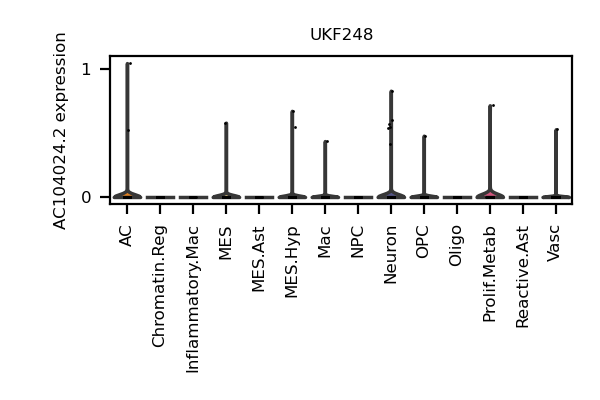 UKF248
AC104024.2 expression
1
0
AC
Chromatin.Reg
Inflammatory.Mac
MES
MES.Ast
MES.Hyp
Mac
NPC
Neuron
OPC
Oligo
Prolif.Metab
Reactive.Ast
Vasc